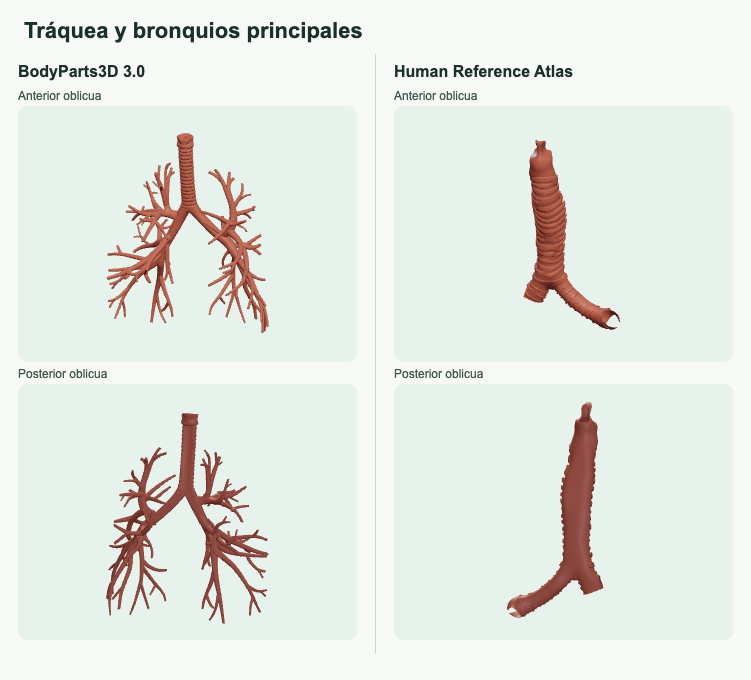 Tráquea y bronquios principales
BodyParts3D 3.0
Anterior oblicua
Posterior oblicua
Human Reference Atlas
Anterior oblicua
Posterior oblicua